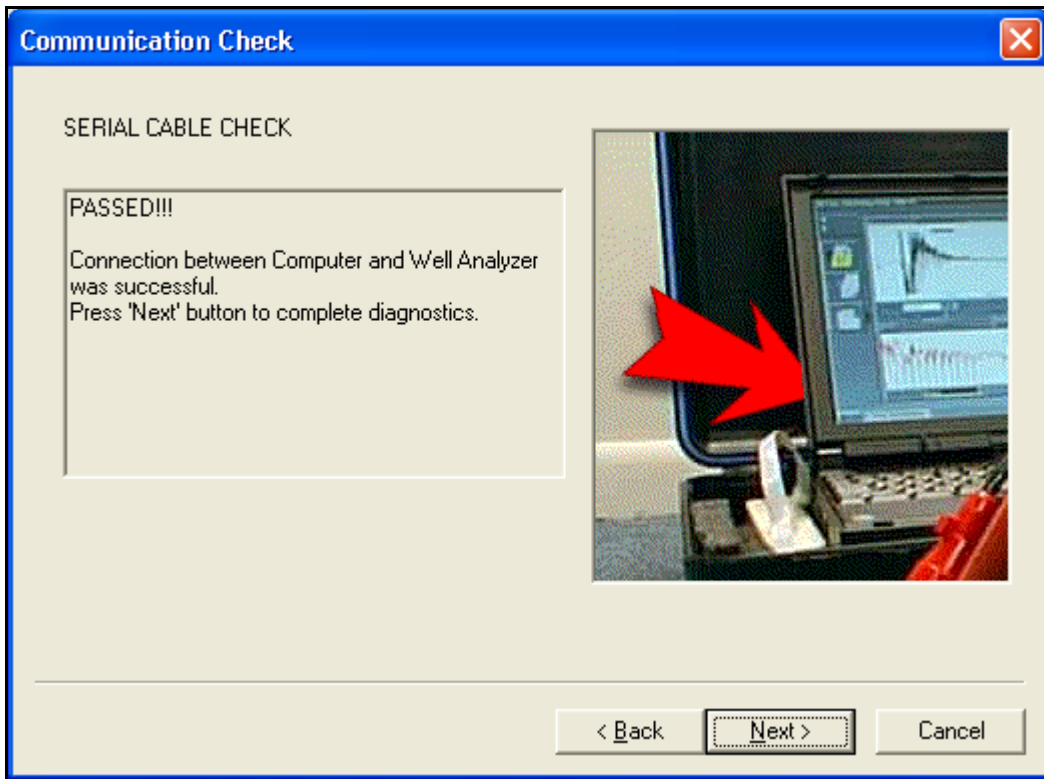 Communication Check
SERIAL CABLE CHECK
PASSED!!!
Connection between Computer and Well Analyzer
was successful.
Press 'Next' button to complete diagnostics.
< Back
Next >
Cancel